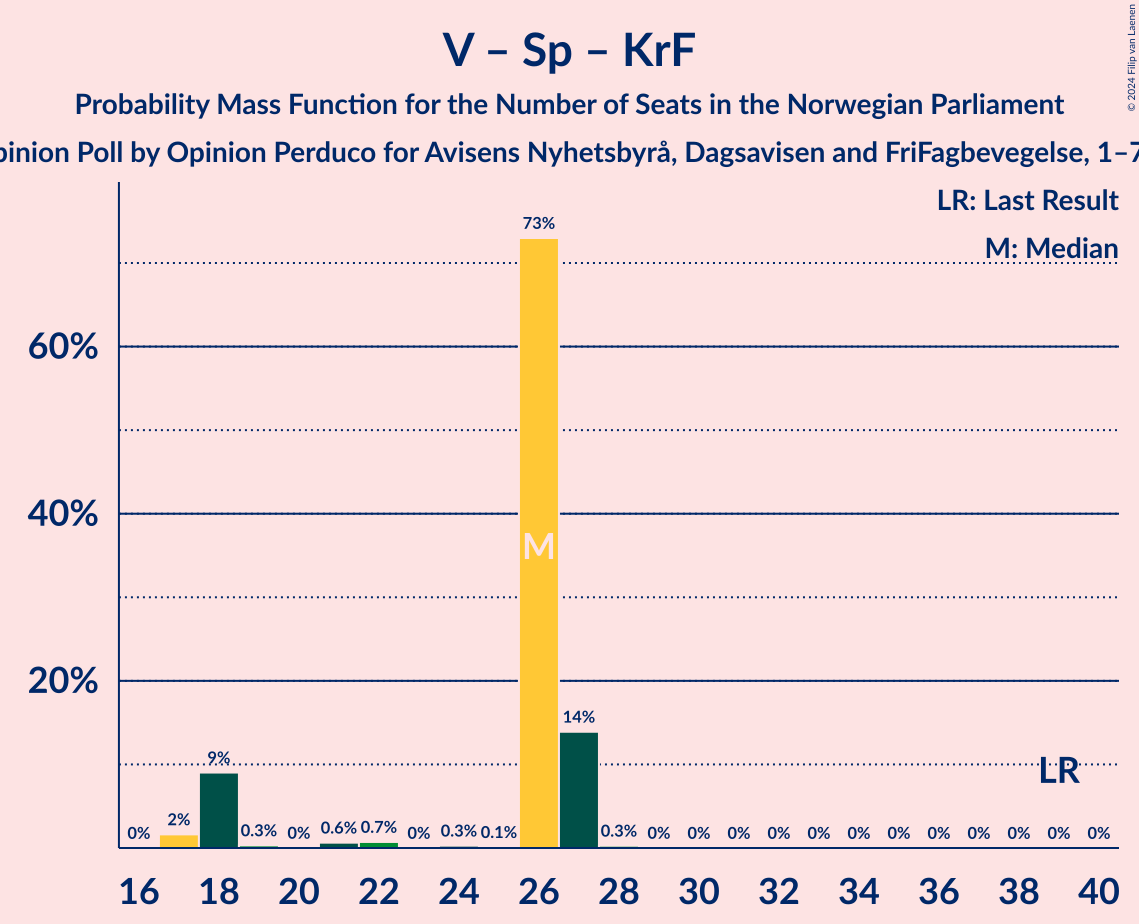 V – Sp – KrF
Probability Mass Function for the Number of Seats in the Norwegian Parliament
Poll by Opinion Perduco for Avisens Nyhetsbyrå, Dagsavisen and FriFagbevegelse, 1–7
© 2024 Filip van Laenen
LR: Last Result
M: Median
60%
40%
20%
0% 2% 9% 0.3% 0% 0.6% 0.7% 0% 0.3% 0.1% 73% 14% 0.3% 0% 0% 0% 0% 0% 0% 0% 0% 0% 0% 0% 0%
M
LR
16 18 20 22 24 26 28 30 32 34 36 38 40